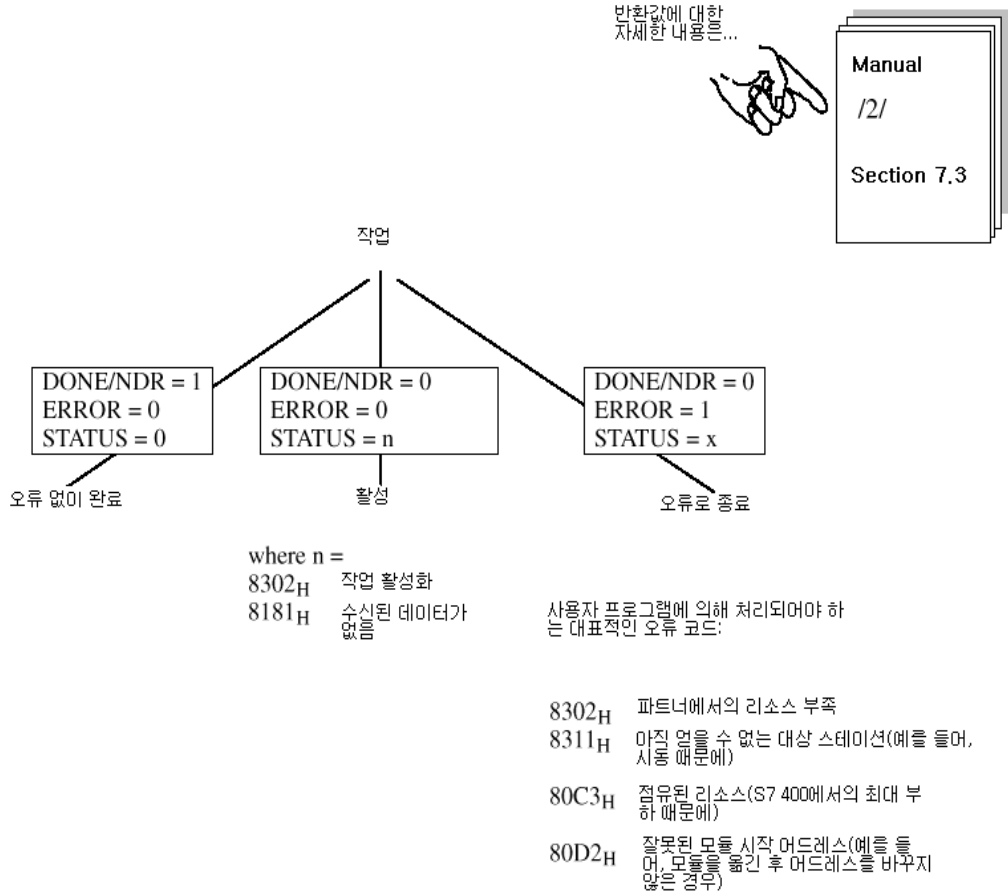 반환값에 대한
자세한 내용은...
Manual
/2/
Section 7.3
작업
DONE/NDR = 1
ERROR = 0
STATUS = 0
DONE/NDR = 0
ERROR = 0
STATUS = n
DONE/NDR = 0
ERROR = 1
STATUS = x
오류 없이 완료
활성
오류로 종료
where n =
8302H 작업 활성화
8181H 수신된 데이터가
없음
사용자 프로그램에 의해 처리되어야 하
는 대표적인 오류 코드:
8302H 파트너에서의 리소스 부족
8311H 아직 얻을 수 없는 대상 스테이션(예를 들어,
시동 때문에)
80C3H 점유된 리소스(S7 400에서의 최대 부
하 때문에)
80D2H 잘못된 모듈 시작 어드레스(예를 들
어, 모듈을 옮긴 후 어드레스를 바꾸지
않은 경우)